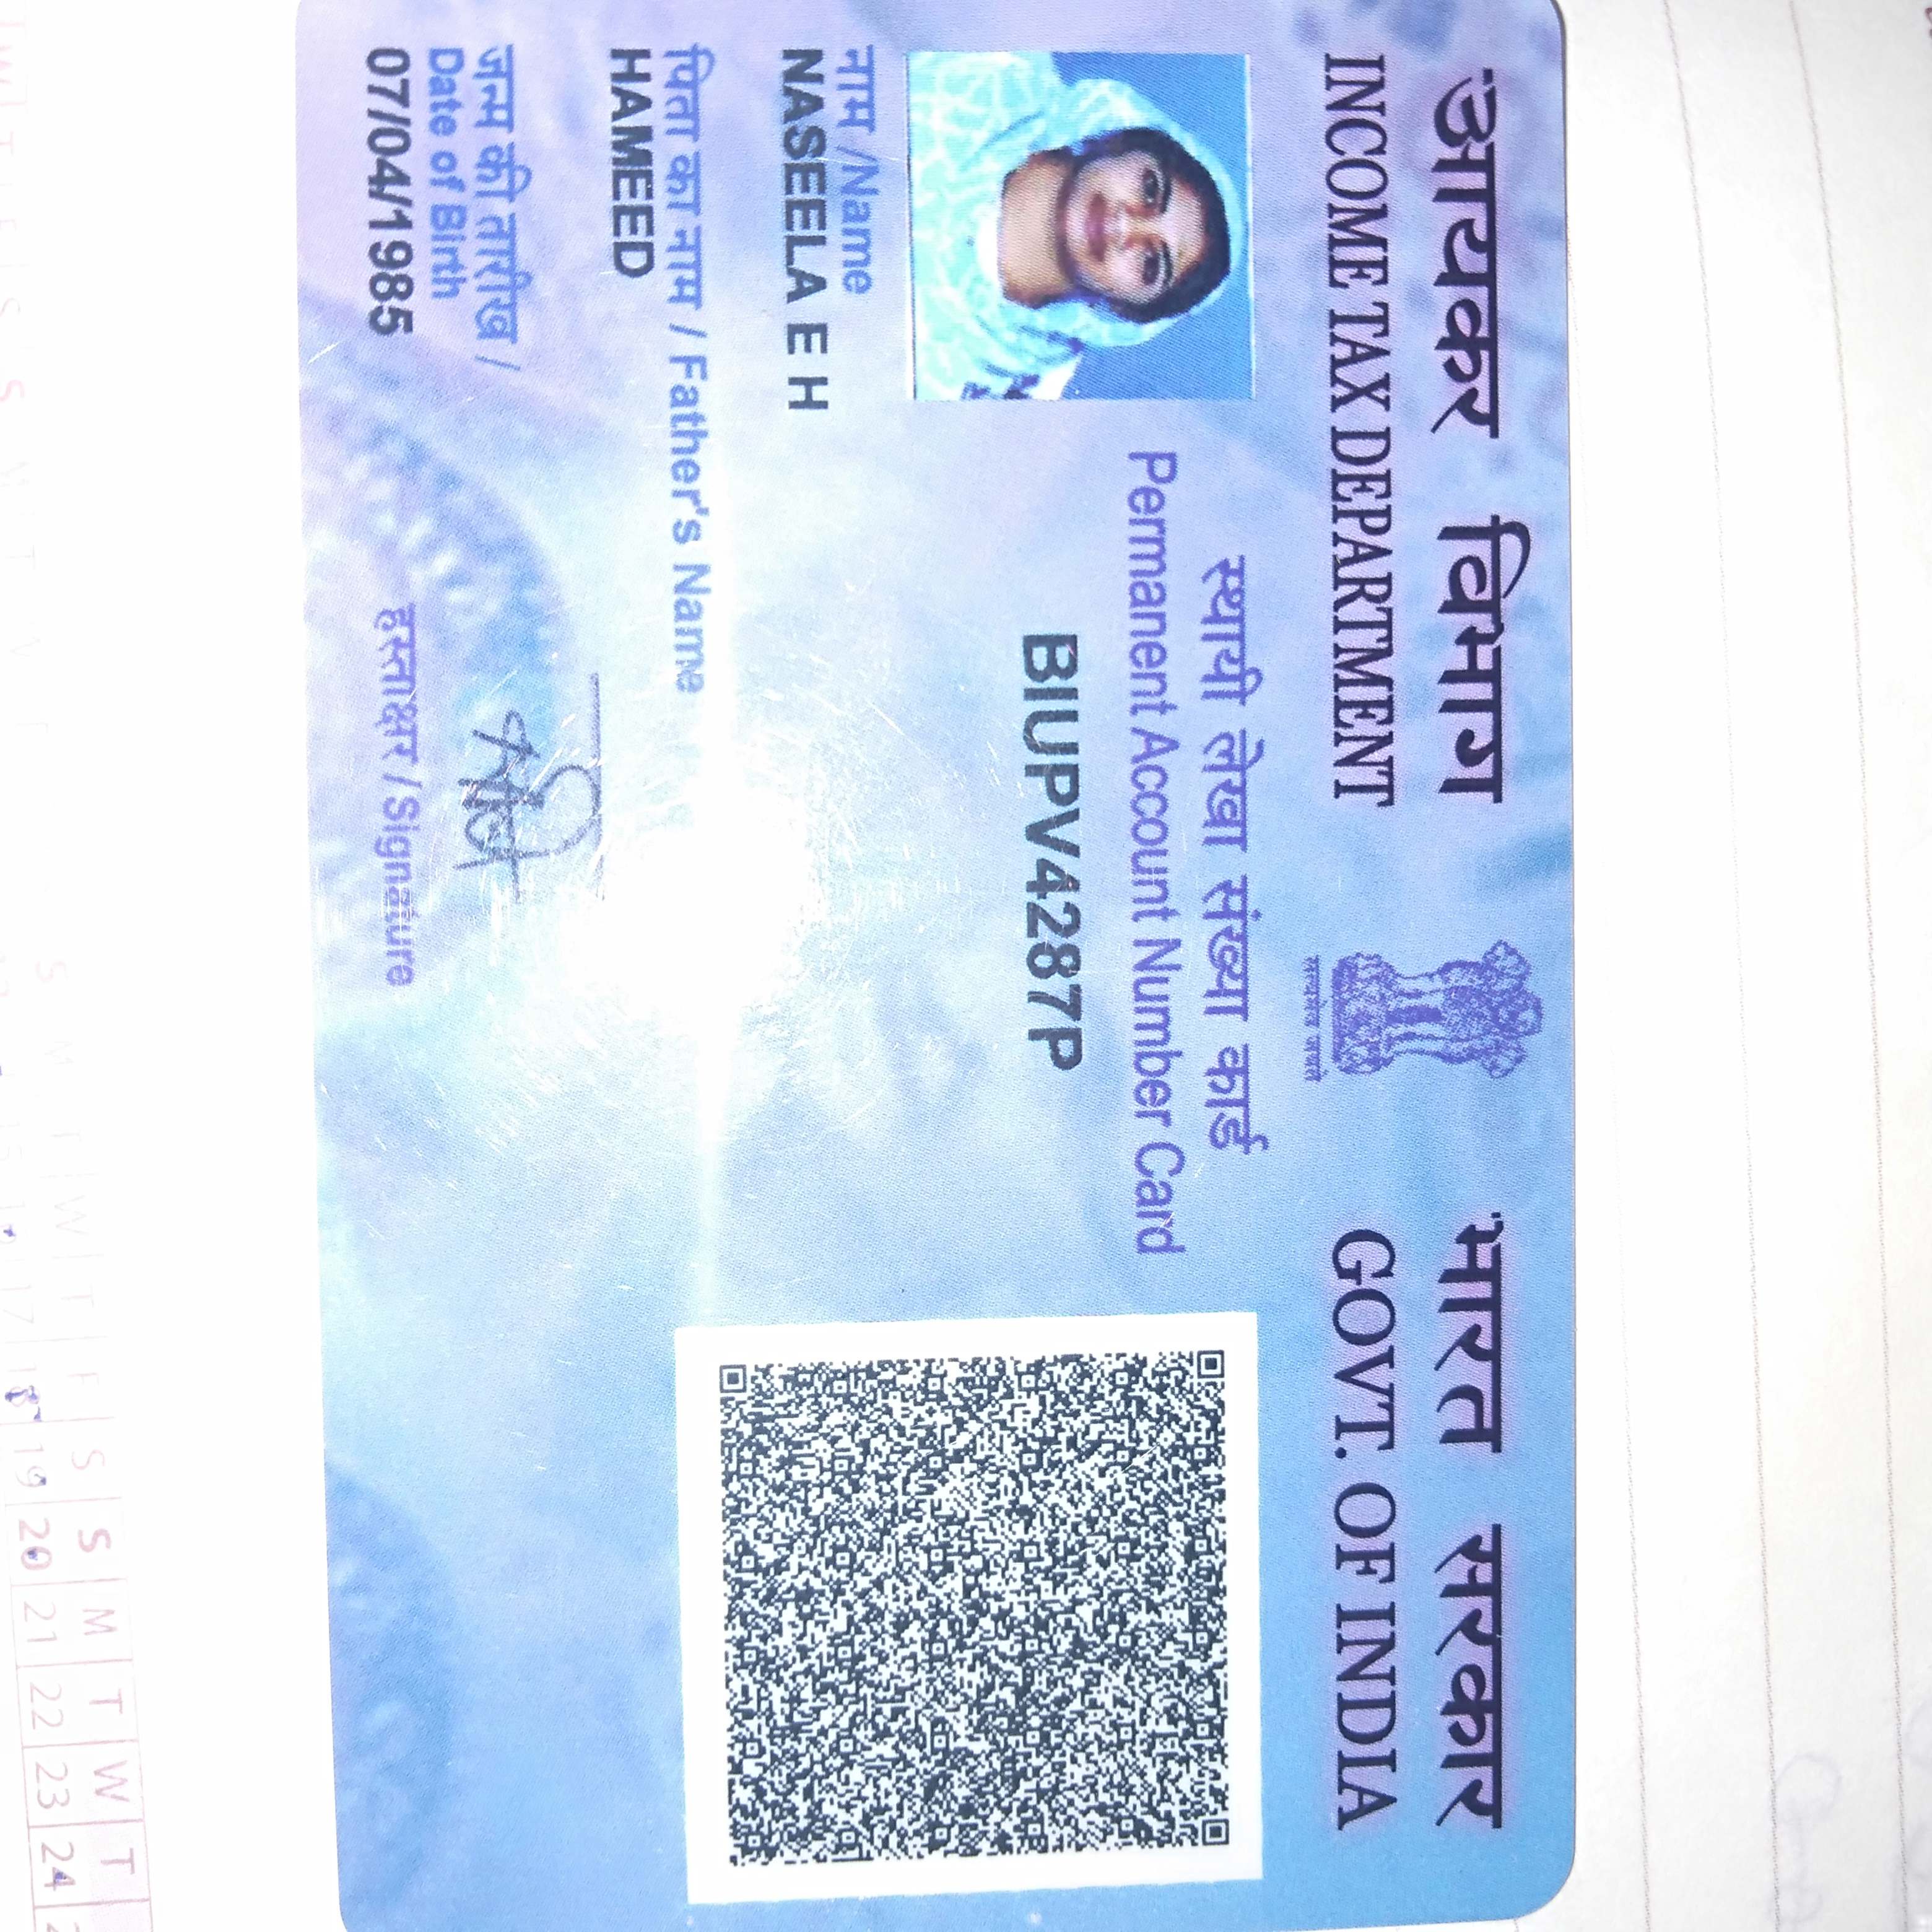 आयकर विभाग
INCOME TAX DEPARTMENT
सत्यमेव जयते
भारत सरकार
GOVT. OF INDIA
स्थायी लेखा संख्या कार्ड
Permanent Account Number Card
BIUPV4287P
नाम /Name
NASEELA E H
पिता का नाम / Father's Name
HAMEED
जन्म की तारीख /
Date of Birth
07/04/1985
हस्ताक्षर / Signature
S M T W T F S S M T W T
17 18 19 20 21 22 23 24